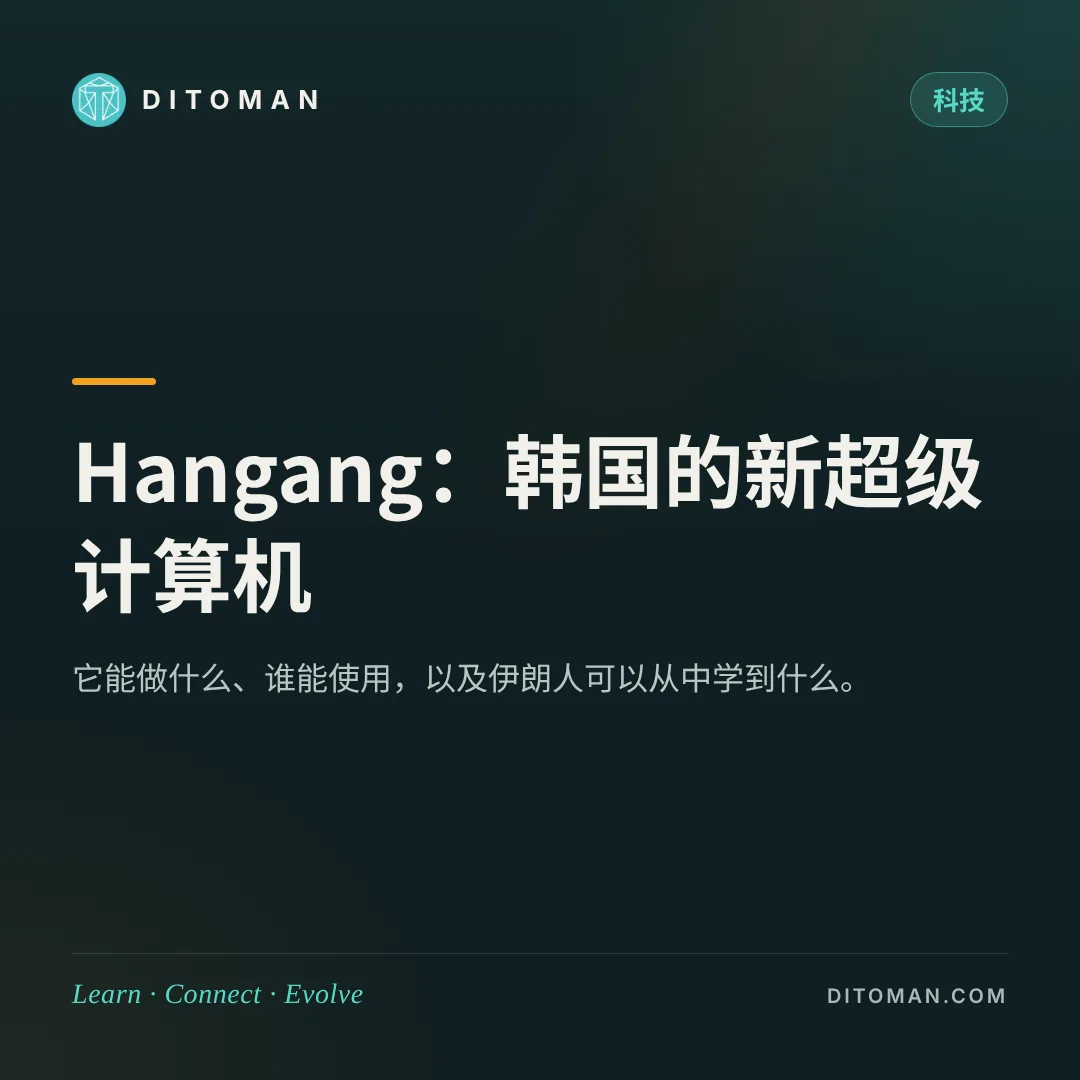 DITOMAN
科技
Hangang：韩国的新超级
计算机
它能做什么、谁能使用，以及伊朗人可以从中学到什么。
Learn · Connect · Evolve
DITOMAN.COM